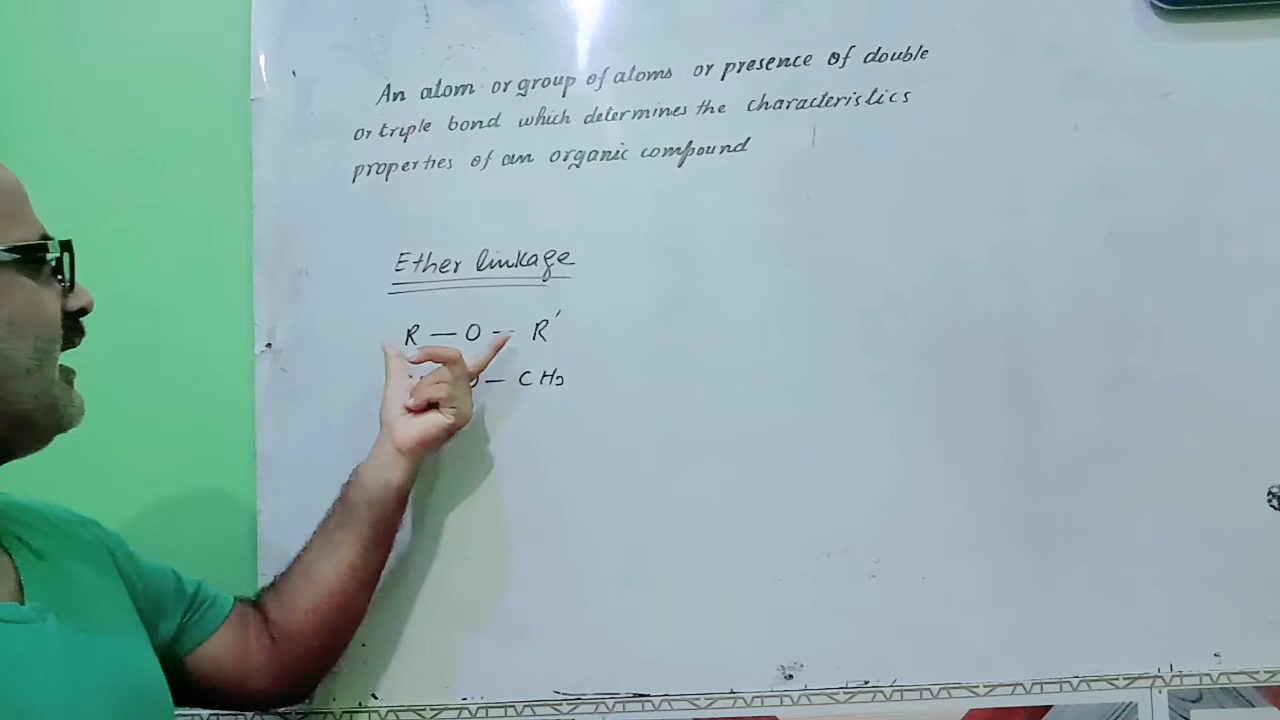 An atom or group of atoms or presence of double
or triple bond which determines the characteristics
properties of an organic compound
Ether linkage
R — O — R′
O — CH3